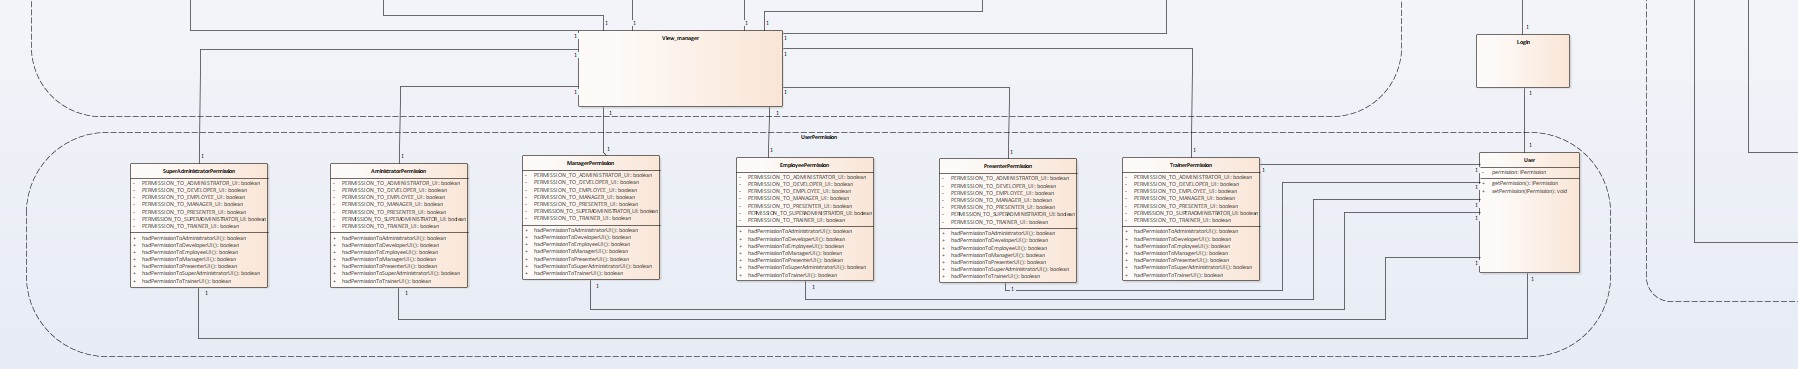 1
1
1
1
1
View_manager
1
1
Login
1
1
1
1
1
1
1
1
1
UserPermission
1
1
1
1
1
1
1
SuperAdministratorPermission
- PERMISSION_TO_ADMINISTRATOR_UI: boolean
- PERMISSION_TO_DEVELOPER_UI: boolean
- PERMISSION_TO_EMPLOYEE_UI: boolean
- PERMISSION_TO_MANAGER_UI: boolean
- PERMISSION_TO_PRESENTER_UI: boolean
- PERMISSION_TO_SUPERADMINISTRATOR_UI: boolean
- PERMISSION_TO_TRAINER_UI: boolean
+ hadPermissionToAdministratorUI(): boolean
+ hadPermissionToDeveloperUI(): boolean
+ hadPermissionToEmployeeUI(): boolean
+ hadPermissionToManagerUI(): boolean
+ hadPermissionToPresenterUI(): boolean
+ hadPermissionToSuperAdministratorUI(): boolean
+ hadPermissionToTrainerUI(): boolean
1
AministratorPermission
- PERMISSION_TO_ADMINISTRATOR_UI: boolean
- PERMISSION_TO_DEVELOPER_UI: boolean
- PERMISSION_TO_EMPLOYEE_UI: boolean
- PERMISSION_TO_MANAGER_UI: boolean
- PERMISSION_TO_PRESENTER_UI: boolean
- PERMISSION_TO_SUPERADMINISTRATOR_UI: boolean
- PERMISSION_TO_TRAINER_UI: boolean
+ hadPermissionToAdministratorUI(): boolean
+ hadPermissionToDeveloperUI(): boolean
+ hadPermissionToEmployeeUI(): boolean
+ hadPermissionToManagerUI(): boolean
+ hadPermissionToPresenterUI(): boolean
+ hadPermissionToSuperAdministratorUI(): boolean
+ hadPermissionToTrainerUI(): boolean
1
ManagerPermission
- PERMISSION_TO_ADMINISTRATOR_UI: boolean
- PERMISSION_TO_DEVELOPER_UI: boolean
- PERMISSION_TO_EMPLOYEE_UI: boolean
- PERMISSION_TO_MANAGER_UI: boolean
- PERMISSION_TO_PRESENTER_UI: boolean
- PERMISSION_TO_SUPERADMINISTRATOR_UI: boolean
- PERMISSION_TO_TRAINER_UI: boolean
+ hadPermissionToAdministratorUI(): boolean
+ hadPermissionToDeveloperUI(): boolean
+ hadPermissionToEmployeeUI(): boolean
+ hadPermissionToManagerUI(): boolean
+ hadPermissionToPresenterUI(): boolean
+ hadPermissionToSuperAdministratorUI(): boolean
+ hadPermissionToTrainerUI(): boolean
1
EmployeePermission
- PERMISSION_TO_ADMINISTRATOR_UI: boolean
- PERMISSION_TO_DEVELOPER_UI: boolean
- PERMISSION_TO_EMPLOYEE_UI: boolean
- PERMISSION_TO_MANAGER_UI: boolean
- PERMISSION_TO_PRESENTER_UI: boolean
- PERMISSION_TO_SUPERADMINISTRATOR_UI: boolean
- PERMISSION_TO_TRAINER_UI: boolean
+ hadPermissionToAdministratorUI(): boolean
+ hadPermissionToDeveloperUI(): boolean
+ hadPermissionToEmployeeUI(): boolean
+ hadPermissionToManagerUI(): boolean
+ hadPermissionToPresenterUI(): boolean
+ hadPermissionToSuperAdministratorUI(): boolean
+ hadPermissionToTrainerUI(): boolean
1
PresenterPermission
- PERMISSION_TO_ADMINISTRATOR_UI: boolean
- PERMISSION_TO_DEVELOPER_UI: boolean
- PERMISSION_TO_EMPLOYEE_UI: boolean
- PERMISSION_TO_MANAGER_UI: boolean
- PERMISSION_TO_PRESENTER_UI: boolean
- PERMISSION_TO_SUPERADMINISTRATOR_UI: boolean
- PERMISSION_TO_TRAINER_UI: boolean
+ hadPermissionToAdministratorUI(): boolean
+ hadPermissionToDeveloperUI(): boolean
+ hadPermissionToEmployeeUI(): boolean
+ hadPermissionToManagerUI(): boolean
+ hadPermissionToPresenterUI(): boolean
+ hadPermissionToSuperAdministratorUI(): boolean
+ hadPermissionToTrainerUI(): boolean
1
TrainerPermission
- PERMISSION_TO_ADMINISTRATOR_UI: boolean
- PERMISSION_TO_DEVELOPER_UI: boolean
- PERMISSION_TO_EMPLOYEE_UI: boolean
- PERMISSION_TO_MANAGER_UI: boolean
- PERMISSION_TO_PRESENTER_UI: boolean
- PERMISSION_TO_SUPERADMINISTRATOR_UI: boolean
- PERMISSION_TO_TRAINER_UI: boolean
+ hadPermissionToAdministratorUI(): boolean
+ hadPermissionToDeveloperUI(): boolean
+ hadPermissionToEmployeeUI(): boolean
+ hadPermissionToManagerUI(): boolean
+ hadPermissionToPresenterUI(): boolean
+ hadPermissionToSuperAdministratorUI(): boolean
+ hadPermissionToTrainerUI(): boolean
1
User
- permission: IPermission
+ getPermission(): IPermission
+ setPermission(IPermission): void
1
1
1
1
1
1